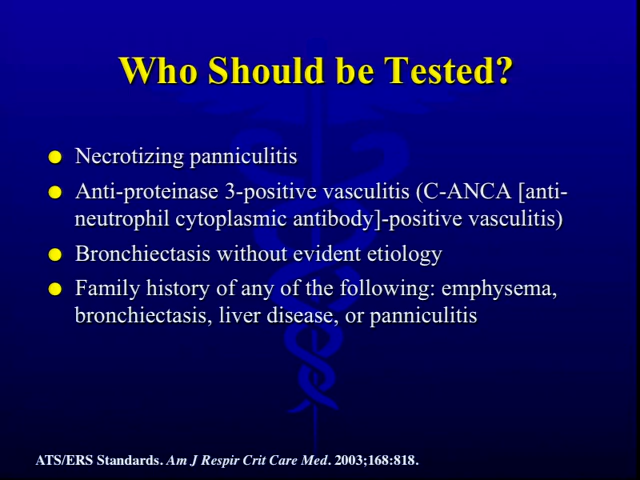 Who Should be Tested?
Necrotizing panniculitis
Anti-proteinase 3-positive vasculitis (C-ANCA [anti-
neutrophil cytoplasmic antibody]-positive vasculitis)
Bronchiectasis without evident etiology
Family history of any of the following: emphysema,
bronchiectasis, liver disease, or panniculitis
ATS/ERS Standards. Am J Respir Crit Care Med. 2003;168:818.